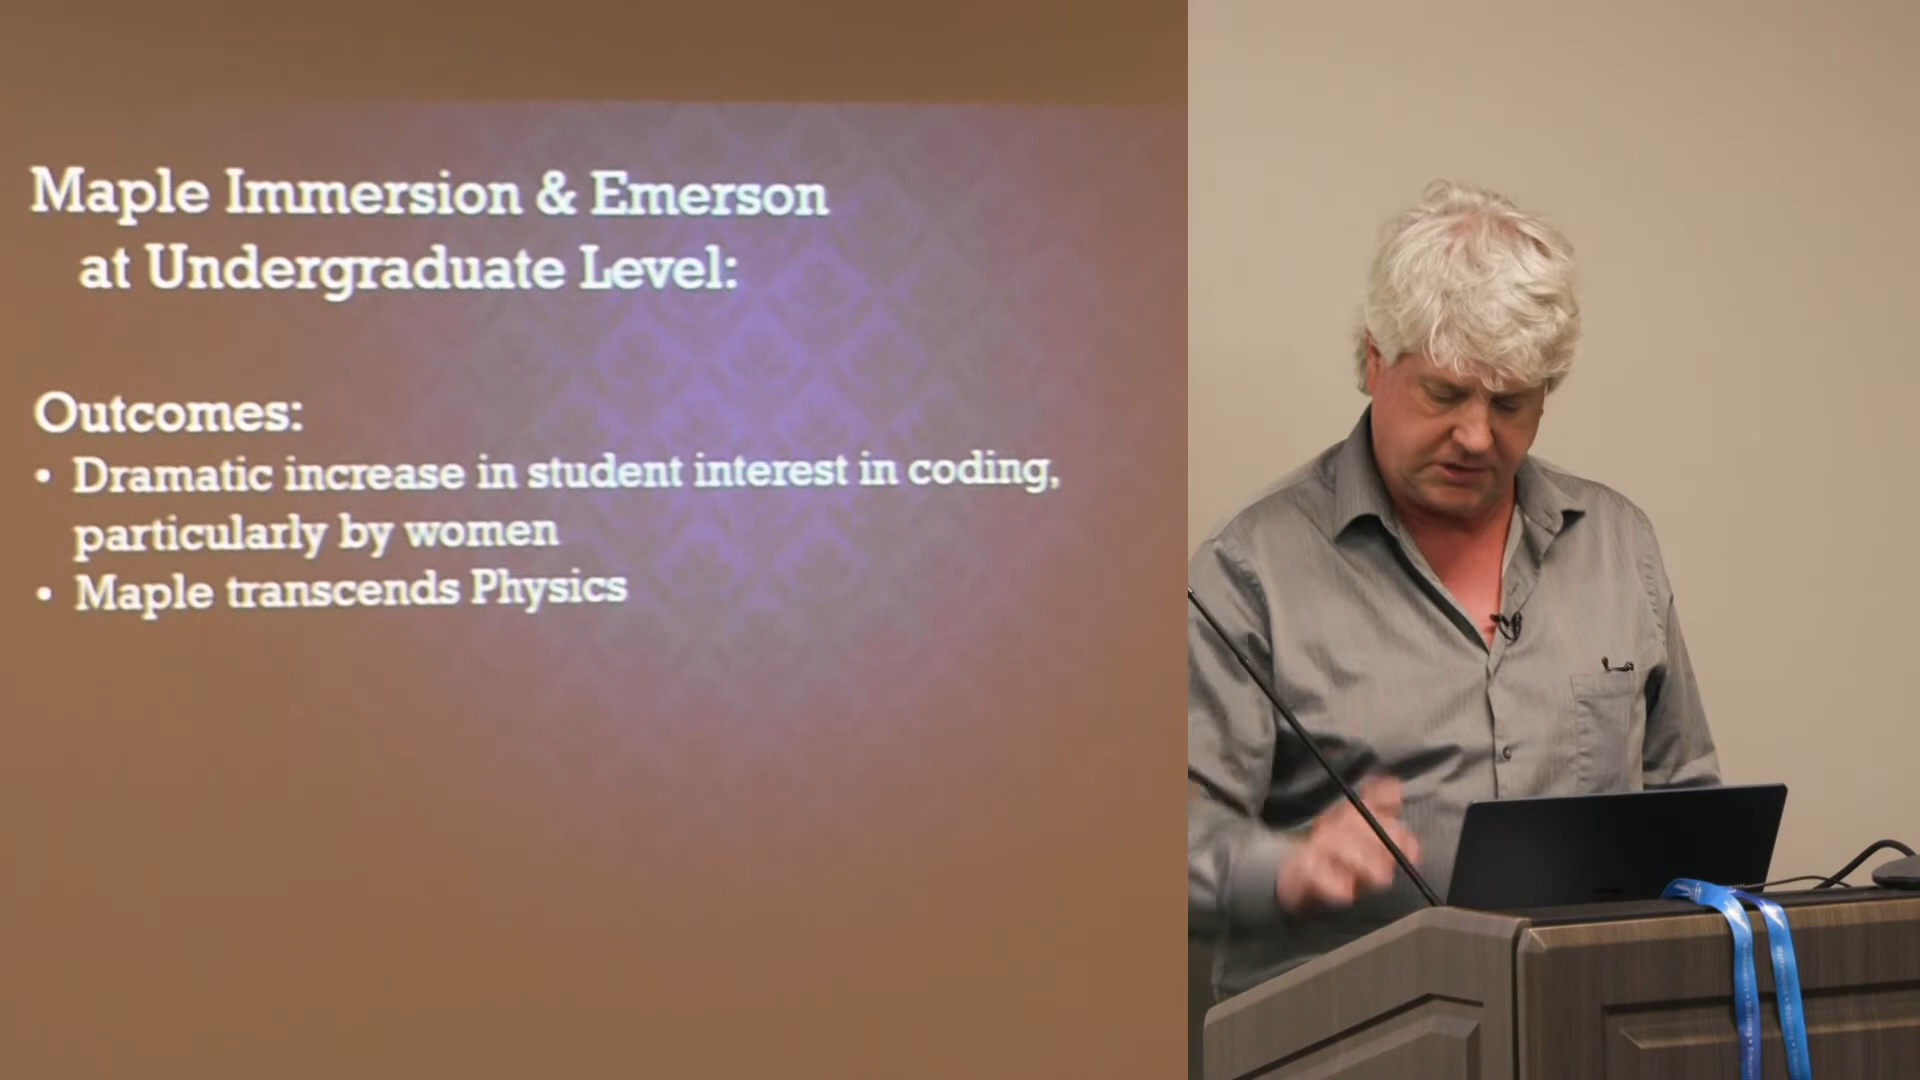 Maple Immersion & Emerson
at Undergraduate Level:
Outcomes:
• Dramatic increase in student interest in coding,
particularly by women
• Maple transcends Physics